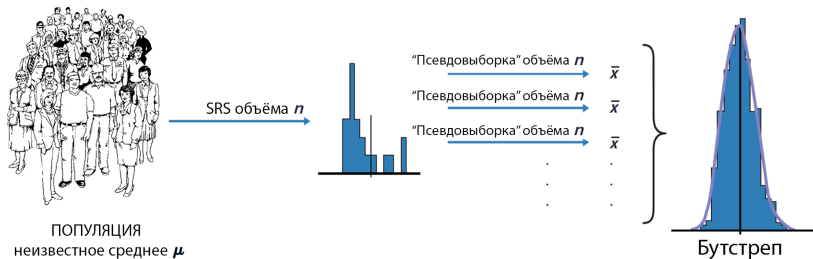 SRS объёма n
"Псевдовыборка" объёма n
x̄
"Псевдовыборка" объёма n
x̄
"Псевдовыборка" объёма n
x̄
ПОПУЛЯЦИЯ
неизвестное среднее μ
Бутстреп